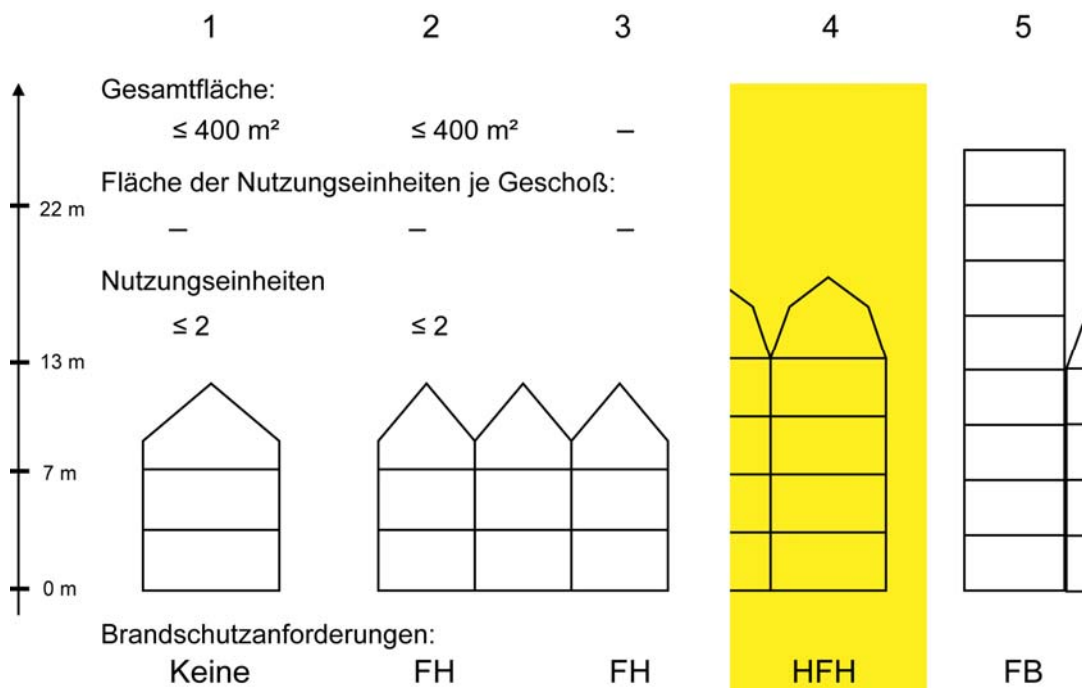 1 2 3 4 5
Gesamtfläche:
≤ 400 m² ≤ 400 m² –
Fläche der Nutzungseinheiten je Geschoß:
22 m
– – –
Nutzungseinheiten
≤ 2 ≤ 2
13 m
7 m
0 m
Brandschutzanforderungen:
Keine FH FH HFH FB